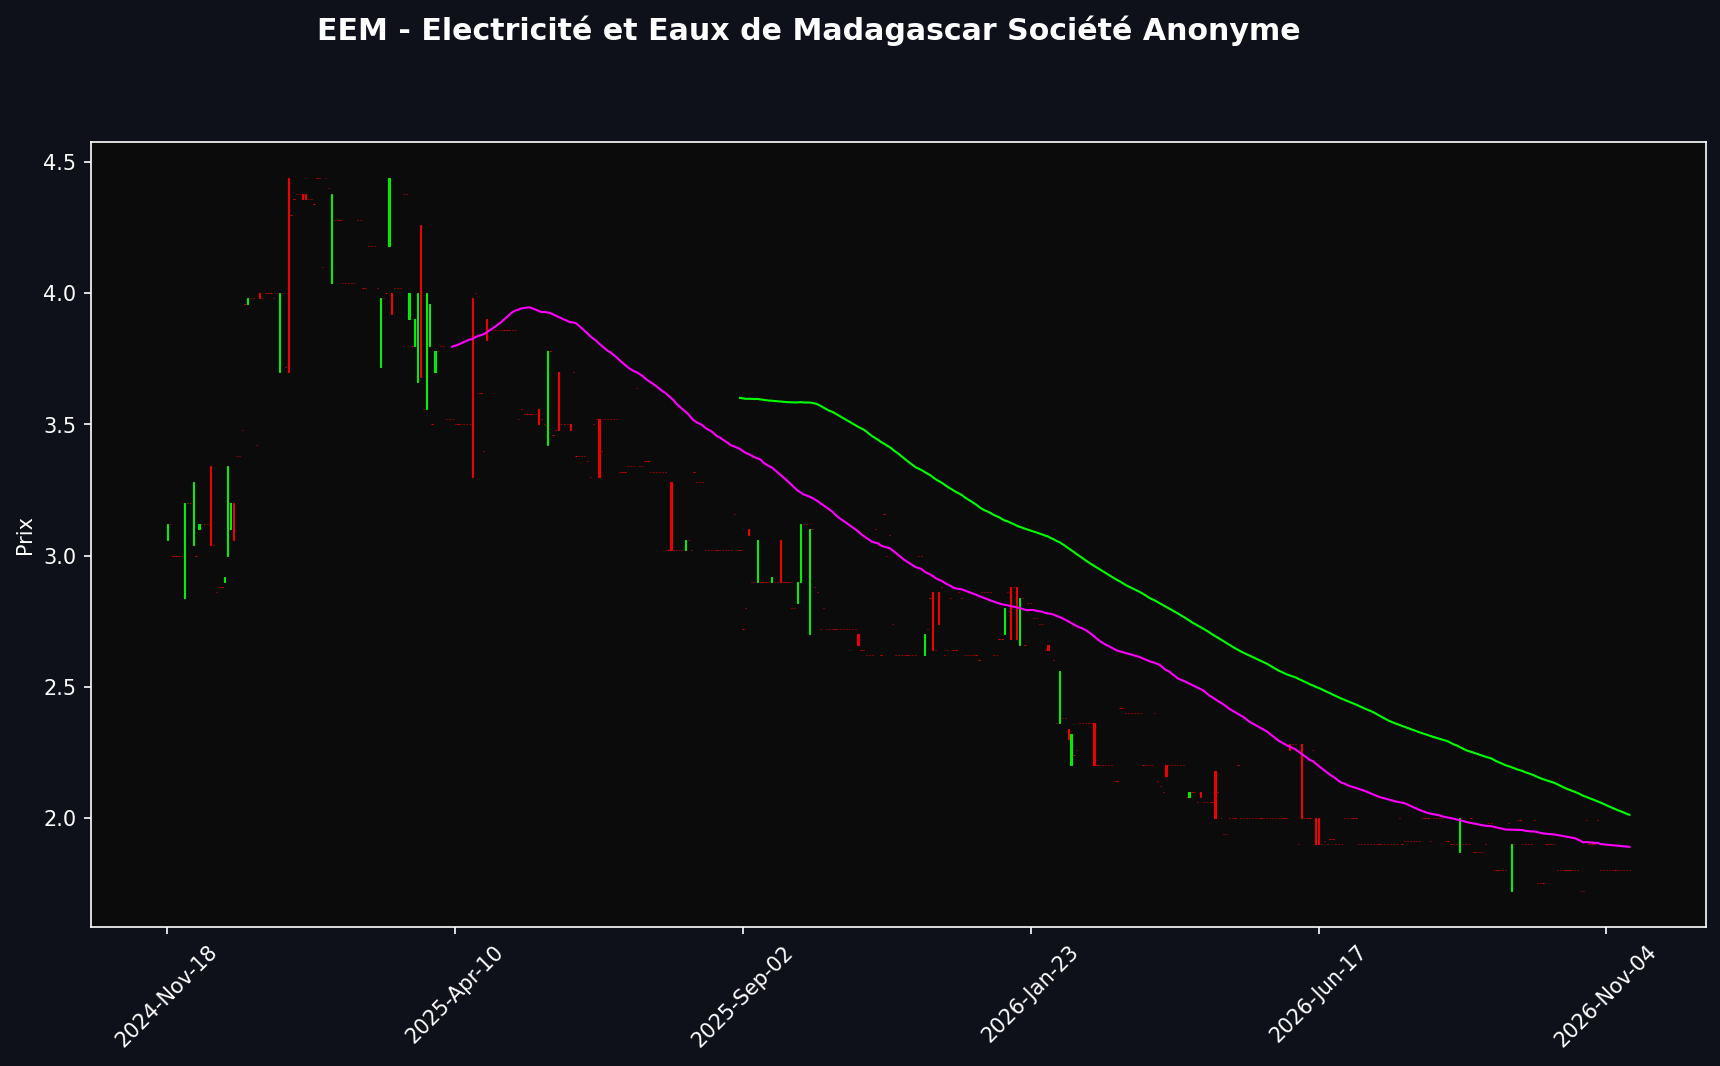 EEM - Electricité et Eaux de Madagascar Société Anonyme
4.5
4.0
3.5
3.0
2.5
2.0
Prix
2024-Nov-18
2025-Apr-10
2025-Sep-02
2026-Jan-23
2026-Jun-17
2026-Nov-04